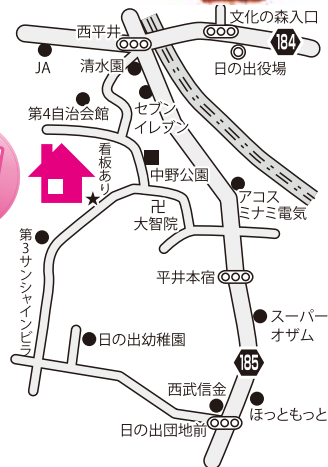 文化の森入口
西平井
184
JA
清水園
日の出役場
第4自治会館
セブン
イレブン
看板あり
中野公園
卍
大智院
アコス
ミナミ電気
第3サンシャインビラ
平井本宿
スーパー
オザム
日の出幼稚園
185
西武信金
ほっともっと
日の出団地前